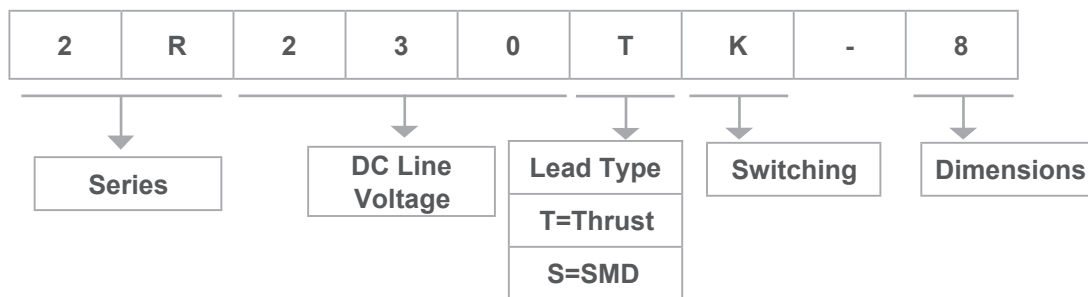 2 R 2 3 0 T K - 8
Series
DC Line
Voltage
Lead Type
T=Thrust
S=SMD
Switching
Dimensions